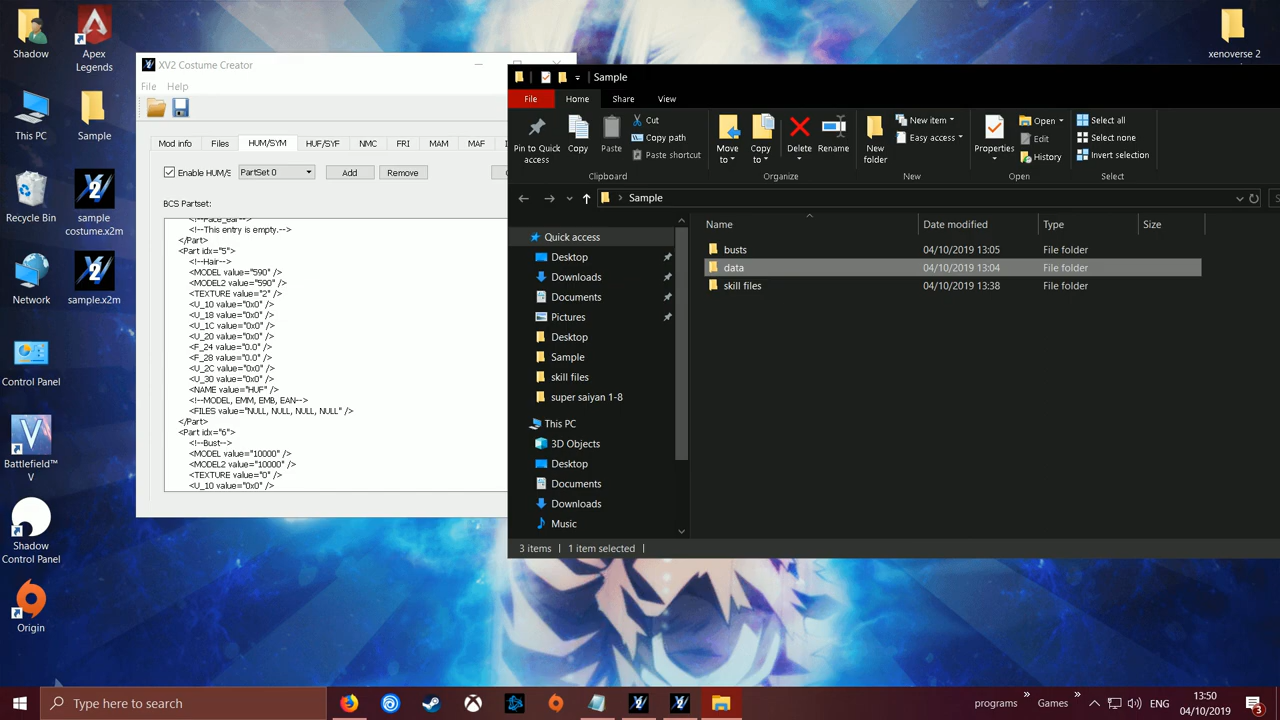 Shadow
Apex
Legends
This PC
Sample
Recycle Bin
sample
costume.x2m
Network
sample.x2m
Control Panel
Battlefield™
V
Shadow
Control Panel
Origin
xenoverse 2
XV2 Costume Creator
File
Help
Mod info
Files
HUM/SYM
HUF/SYF
NMC
FRI
MAM
MAF
Enable HUM/S
PartSet 0
Add
Remove
BCS Partset:
<!--Face_ear-->
<!--This entry is empty.-->
</Part>
<Part idx="5">
<!--Hair-->
<MODEL value="590" />
<MODEL2 value="590" />
<TEXTURE value="2" />
<U_10 value="0x0" />
<U_18 value="0x0" />
<U_1C value="0x0" />
<U_20 value="0x0" />
<F_24 value="0.0" />
<F_28 value="0.0" />
<U_2C value="0x0" />
<U_30 value="0x0" />
<NAME value="HUF" />
<!--MODEL, EMM, EMB, EAN-->
<FILES value="NULL, NULL, NULL, NULL" />
</Part>
<Part idx="6">
<!--Bust-->
<MODEL value="10000" />
<MODEL2 value="10000" />
<TEXTURE value="0" />
<U_10 value="0x0" />
Sample
File
Home
Share
View
Pin to Quick
access
Copy
Paste
Cut
Copy path
Paste shortcut
Clipboard
Move
to
Copy
to
Delete
Rename
Organize
New
folder
New item
Easy access
New
Properties
Open
Edit
History
Open
Select all
Select none
Invert selection
Select
Sample
Quick access
Desktop
Downloads
Documents
Pictures
Desktop
Sample
skill files
super saiyan 1-8
This PC
3D Objects
Desktop
Documents
Downloads
Music
Name
Date modified
Type
Size
busts 04/10/2019 13:05 File folder
data 04/10/2019 13:04 File folder
skill files 04/10/2019 13:38 File folder
3 items
1 item selected
Type here to search
programs
Games
ENG
13:50
04/10/2019
3